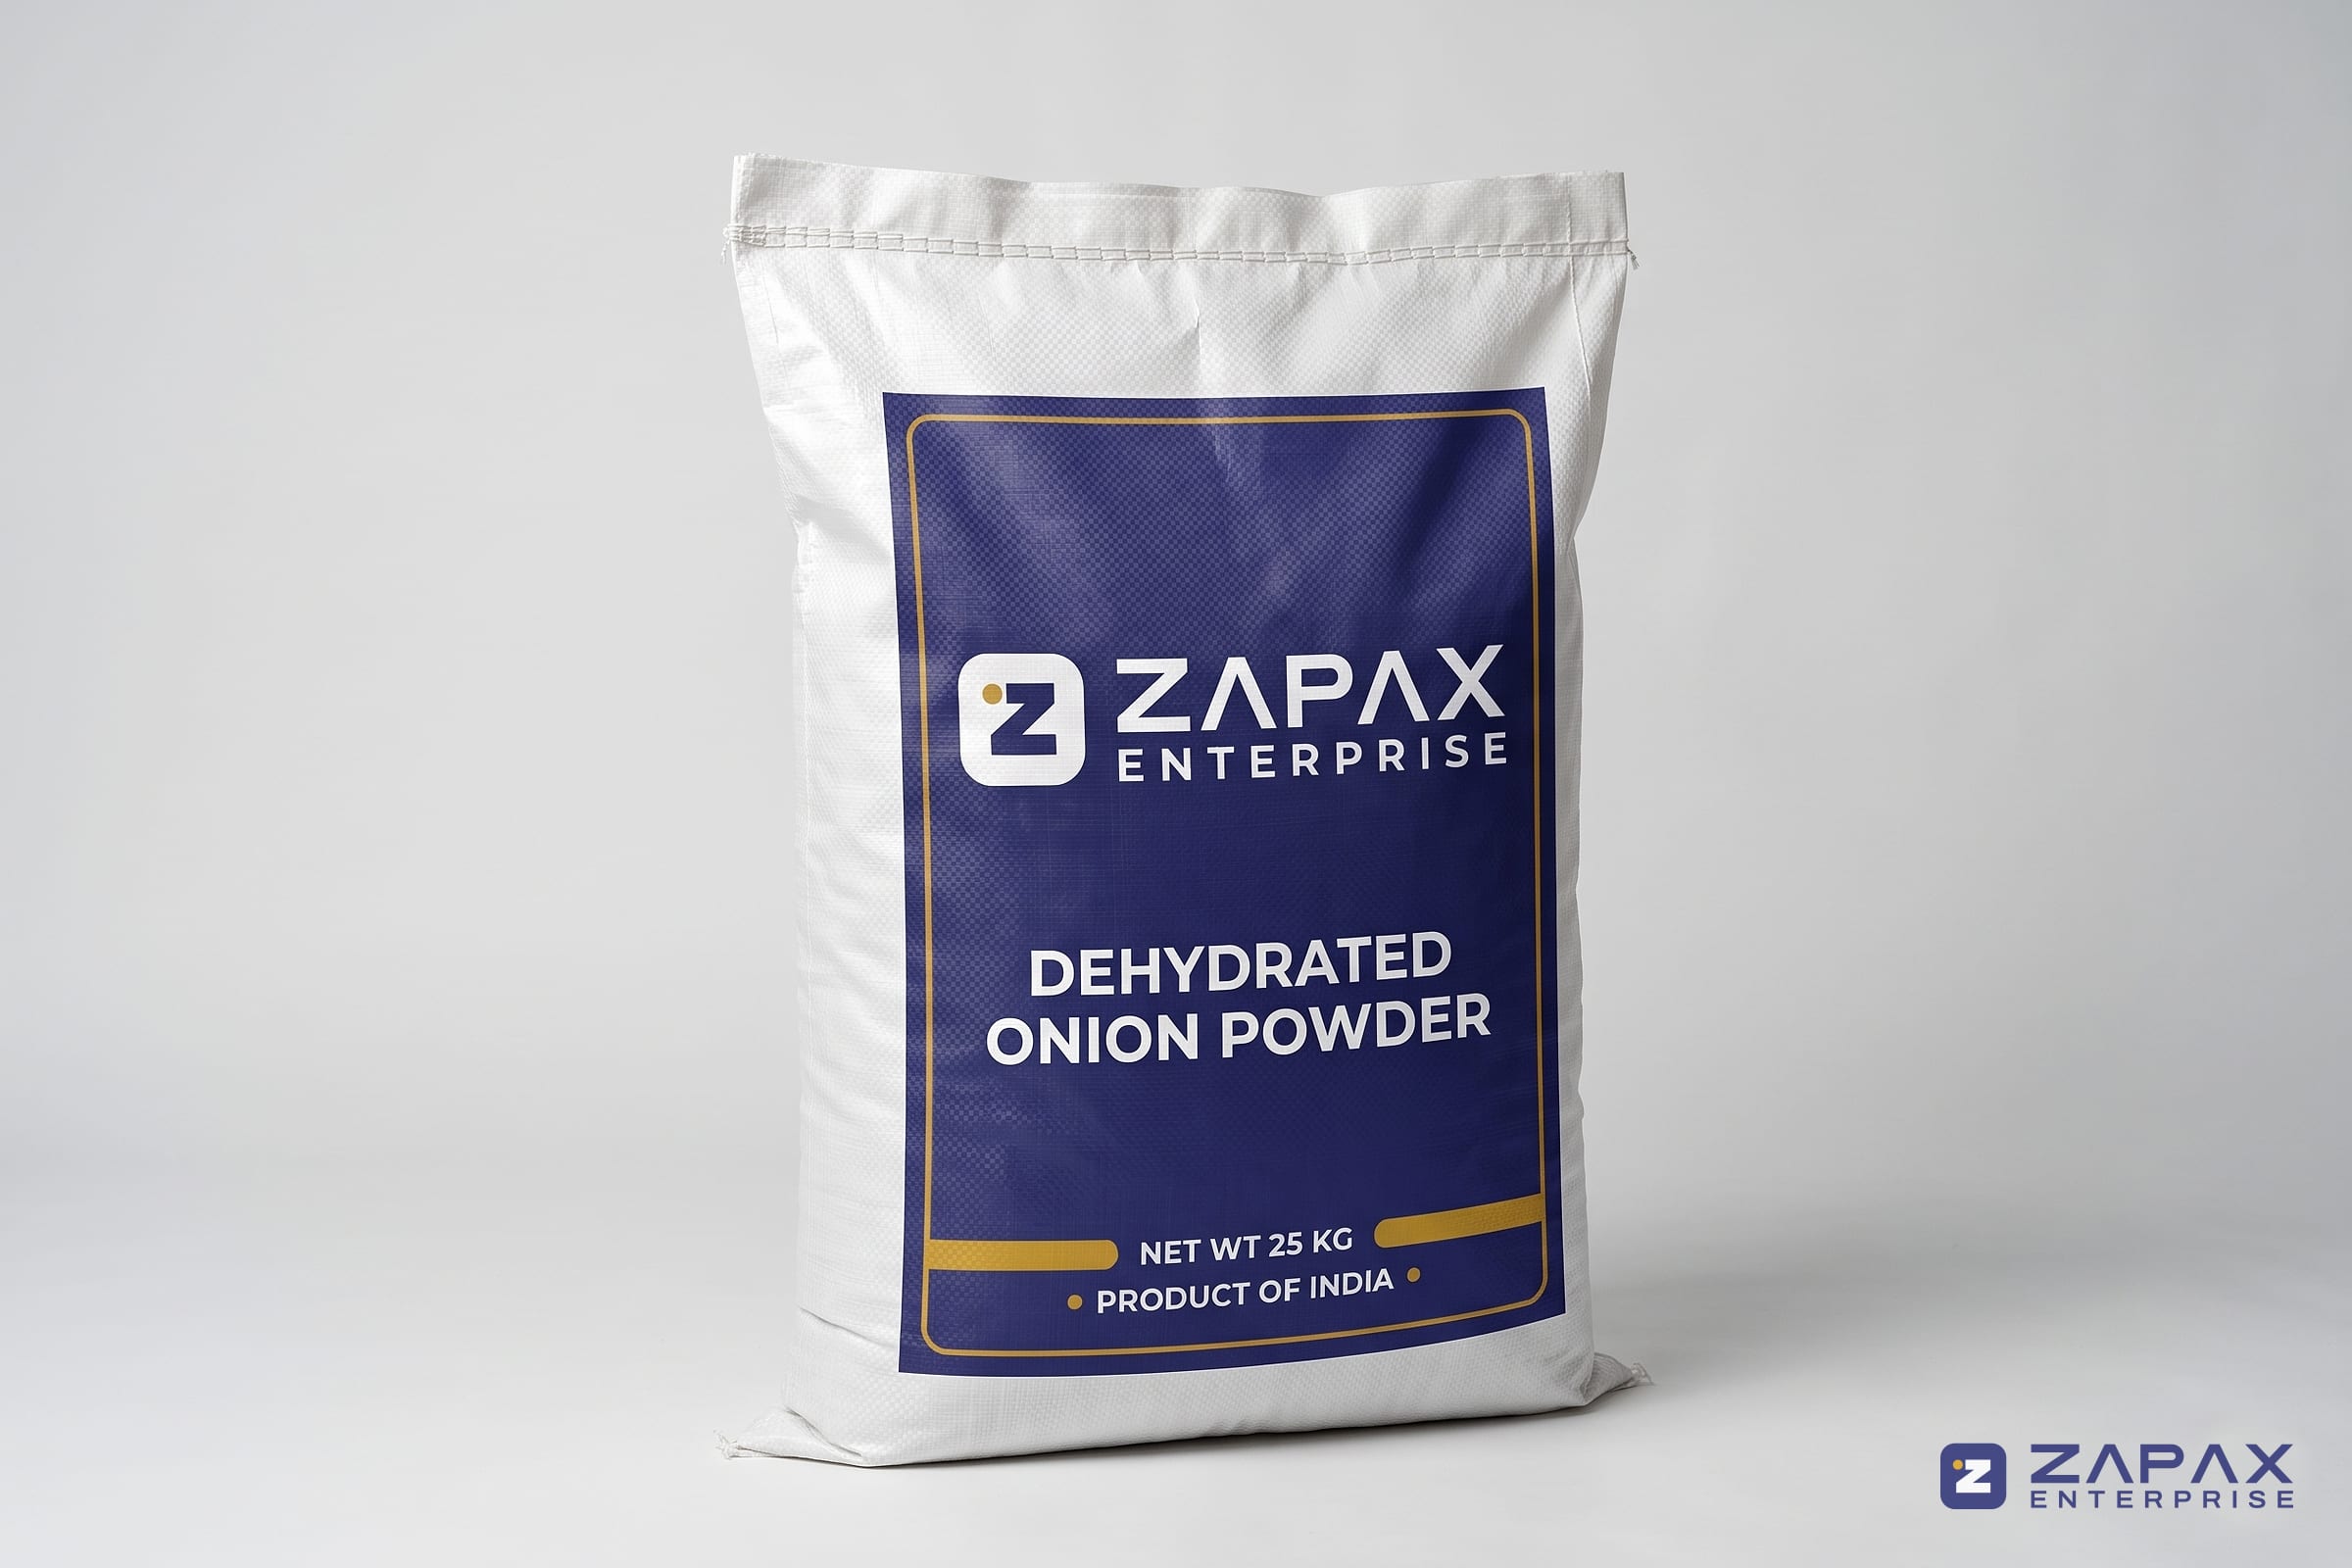 ZAPAX
ENTERPRISE
DEHYDRATED
ONION POWDER
NET WT 25 KG
PRODUCT OF INDIA
ZAPAX
ENTERPRISE